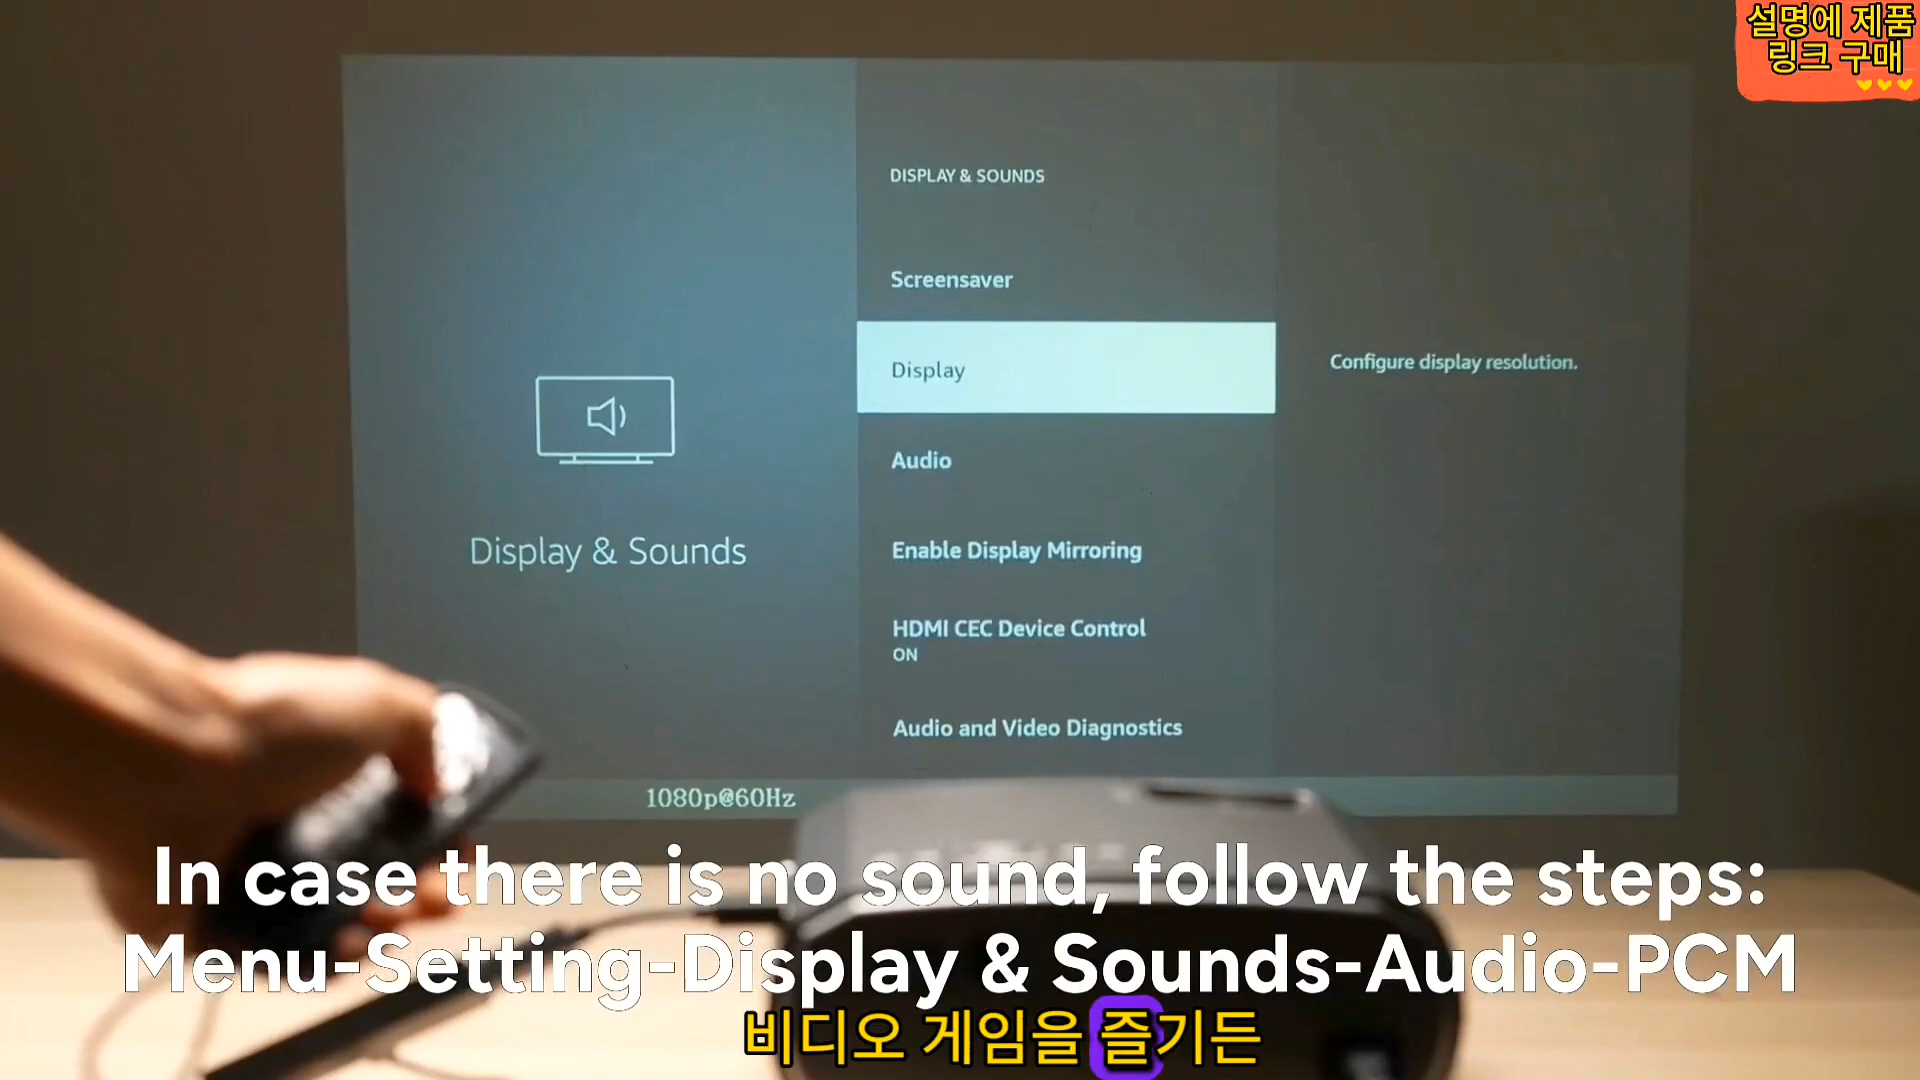 설명에 제품
링크 구매
DISPLAY & SOUNDS
Screensaver
Display
Configure display resolution.
Audio
Enable Display Mirroring
Display & Sounds
HDMI CEC Device Control
ON
Audio and Video Diagnostics
1080p@60Hz
In case there is no sound, follow the steps:
Menu-Setting-Display & Sounds-Audio-PCM
비디오 게임을 즐기든